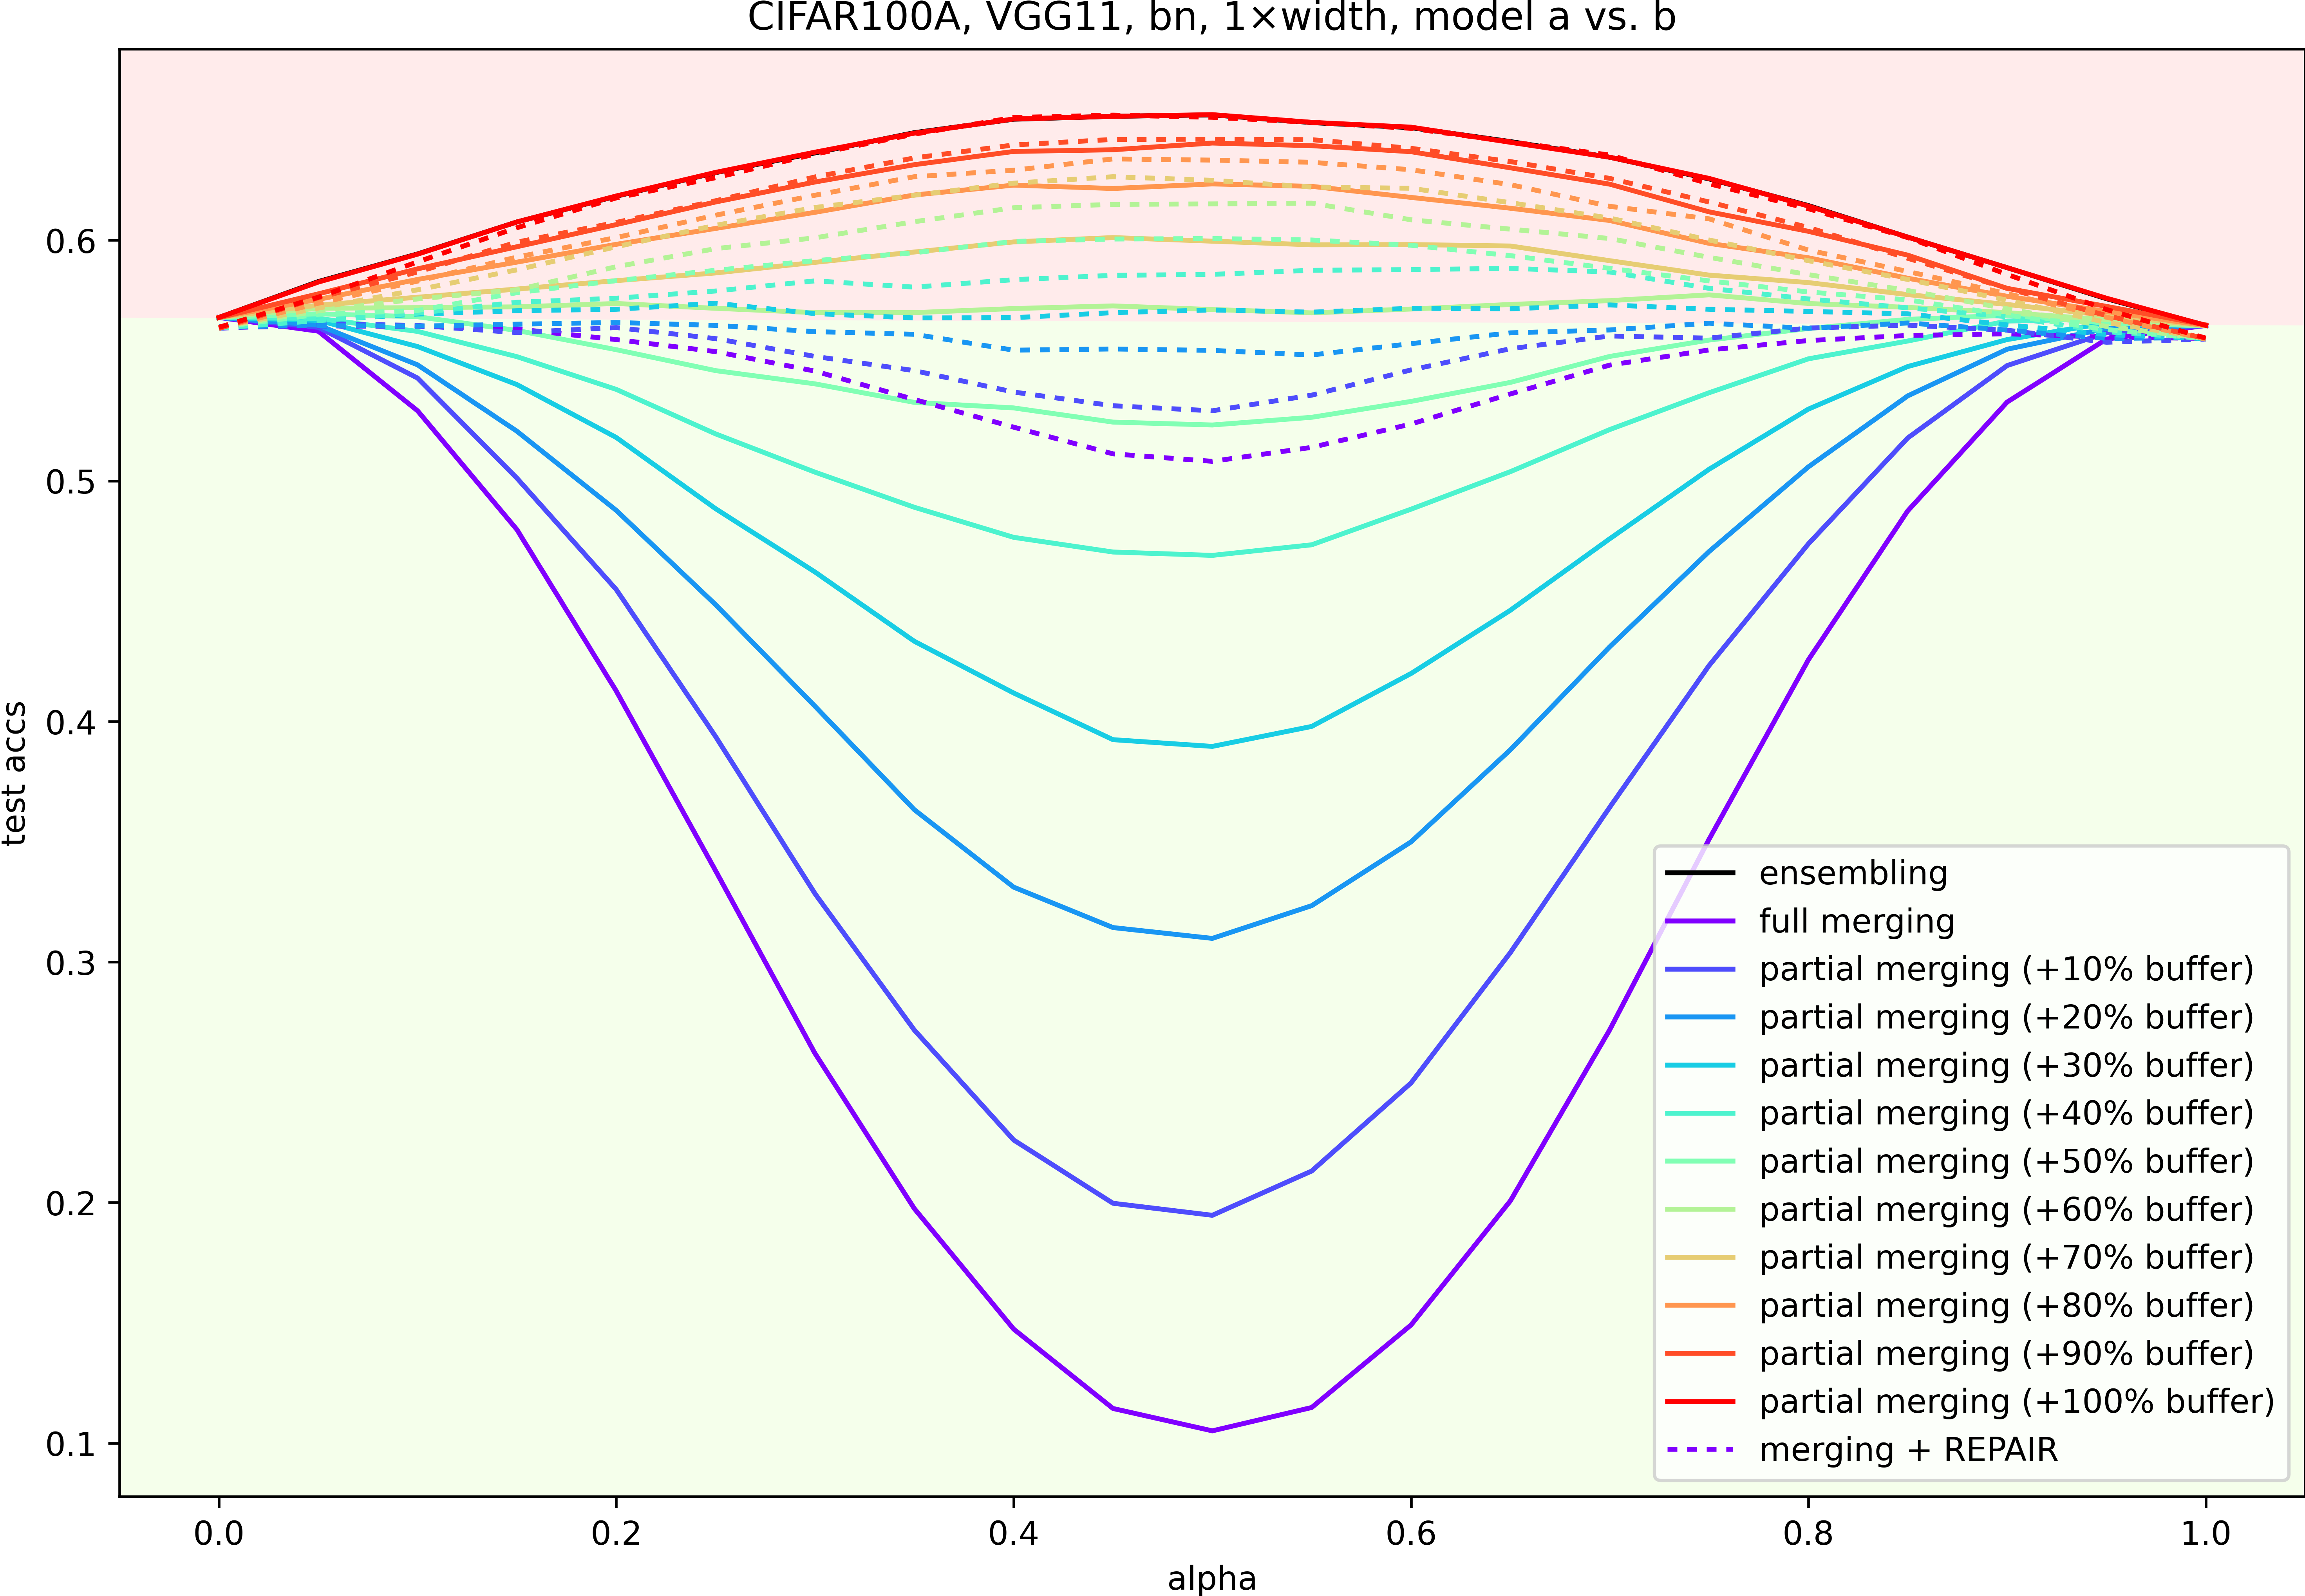 CIFAR100A, VGG11, bn, 1×width, model a vs. b
0.6
0.5
0.4
0.3
0.2
0.1
test accs
0.0
0.2
0.4
0.6
0.8
1.0
alpha
ensembling
full merging
partial merging (+10% buffer)
partial merging (+20% buffer)
partial merging (+30% buffer)
partial merging (+40% buffer)
partial merging (+50% buffer)
partial merging (+60% buffer)
partial merging (+70% buffer)
partial merging (+80% buffer)
partial merging (+90% buffer)
partial merging (+100% buffer)
merging + REPAIR